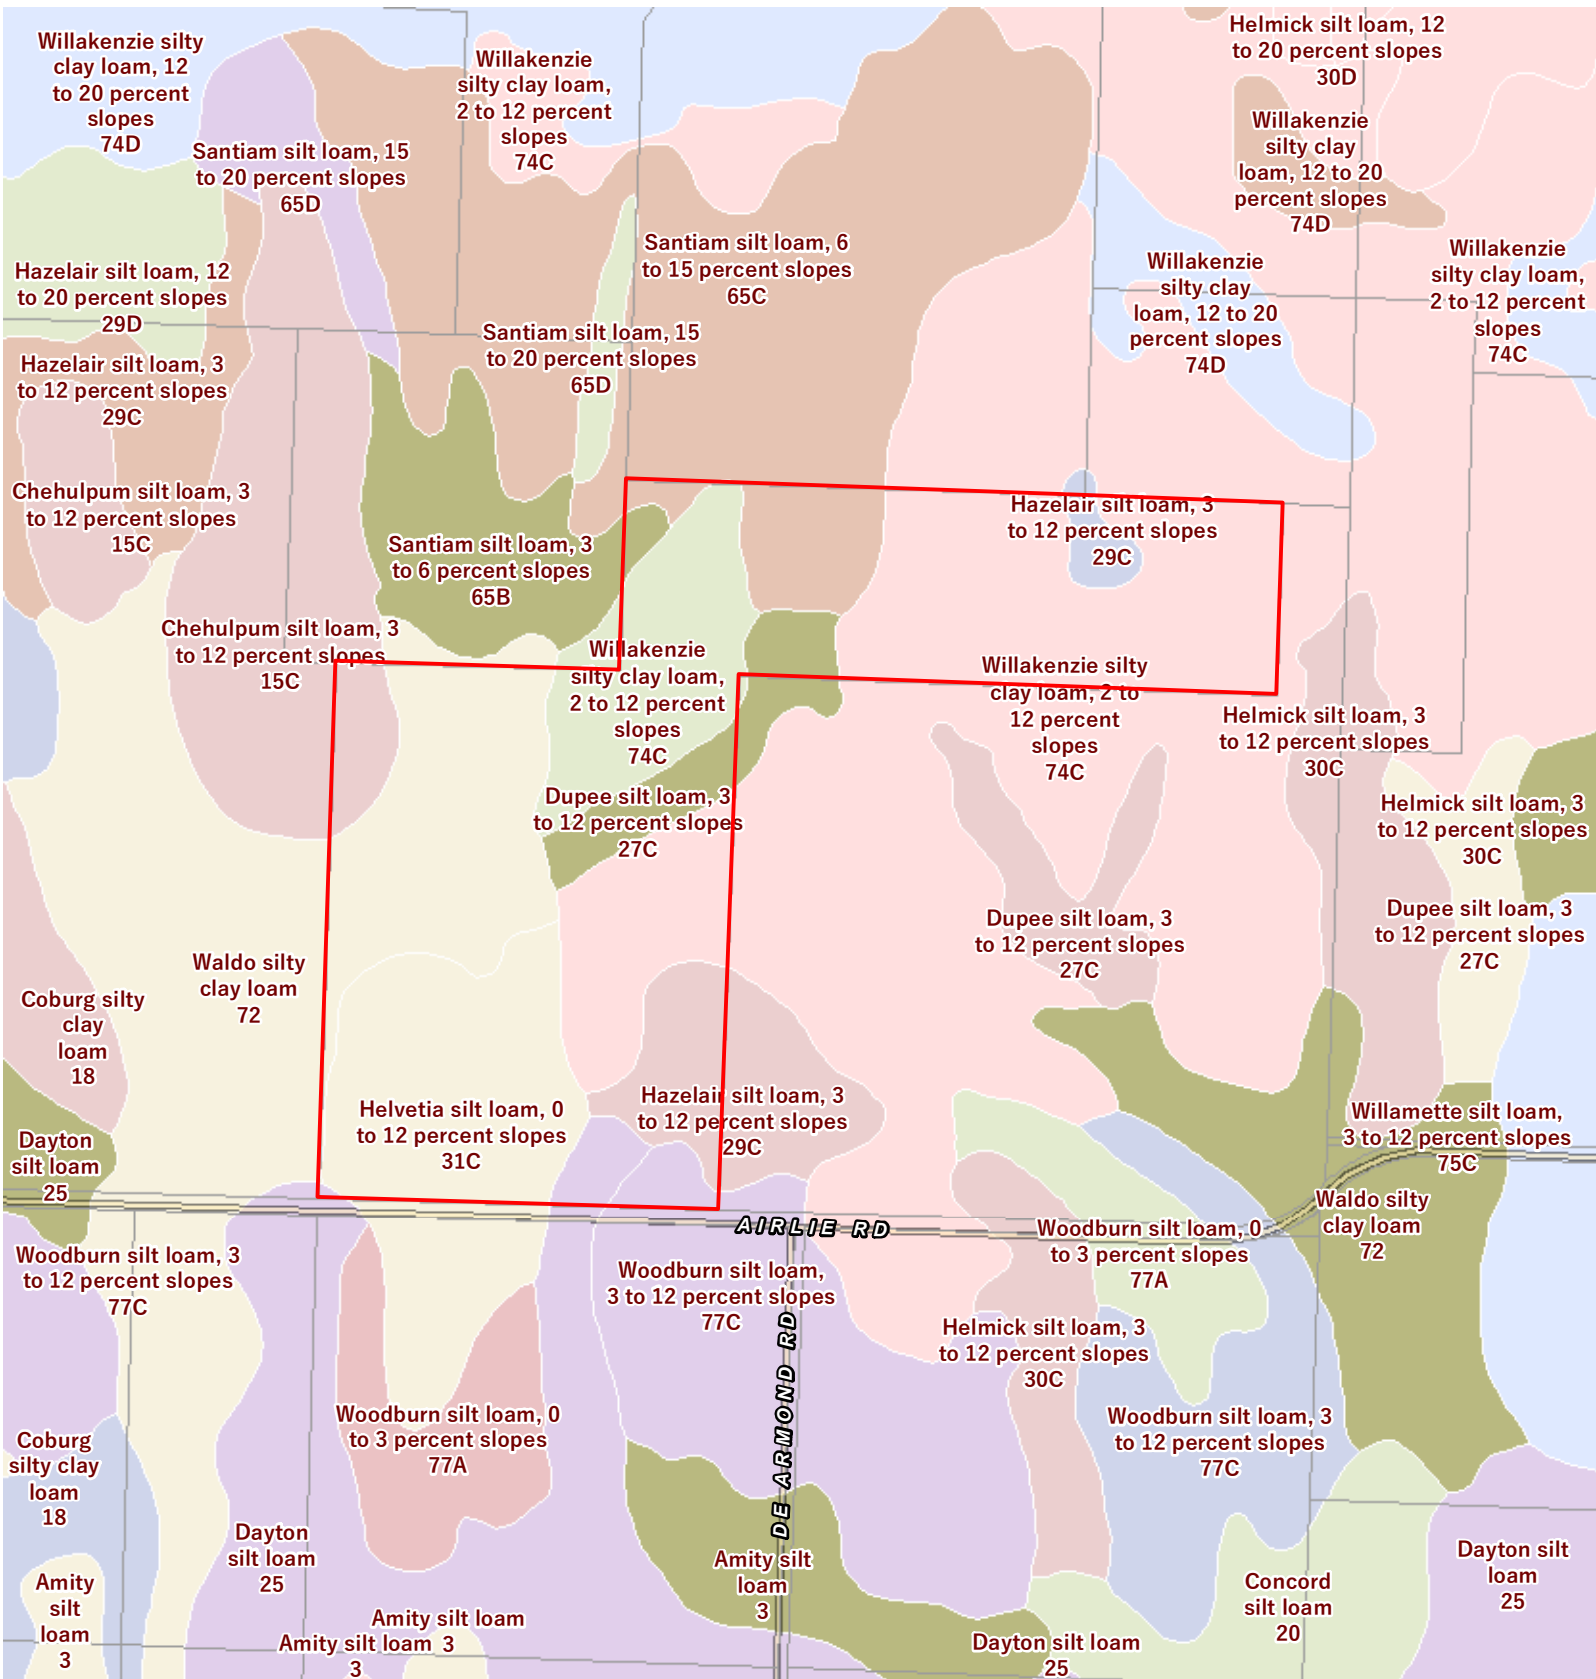 Willakenzie silty
clay loam, 12
to 20 percent
slopes
74D
Willakenzie
silty clay loam,
2 to 12 percent
slopes
74C
Helmick silt loam, 12
to 20 percent slopes
30D
Willakenzie
silty clay
loam, 12 to 20
percent slopes
74D
Santiam silt loam, 15
to 20 percent slopes
65D
Santiam silt loam, 6
to 15 percent slopes
65C
Willakenzie
silty clay
loam, 12 to 20
percent slopes
74D
Willakenzie
silty clay loam,
2 to 12 percent
slopes
74C
Hazelair silt loam, 12
to 20 percent slopes
29D
Santiam silt loam, 15
to 20 percent slopes
65D
Hazelair silt loam, 3
to 12 percent slopes
29C
Chehulpum silt loam, 3
to 12 percent slopes
15C
Santiam silt loam, 3
to 6 percent slopes
65B
Hazelair silt loam, 3
to 12 percent slopes
29C
Chehulpum silt loam, 3
to 12 percent slopes
15C
Willakenzie
silty clay loam,
2 to 12 percent
slopes
74C
Willakenzie silty
clay loam, 2 to
12 percent
slopes
74C
Helmick silt loam, 3
to 12 percent slopes
30C
Dupee silt loam, 3
to 12 percent slopes
27C
Helmick silt loam, 3
to 12 percent slopes
30C
Dupee silt loam, 3
to 12 percent slopes
27C
Dupee silt loam, 3
to 12 percent slopes
27C
Waldo silty
clay loam
72
Coburg silty
clay
loam
18
Helvetia silt loam, 0
to 12 percent slopes
31C
Hazelair silt loam, 3
to 12 percent slopes
29C
Willamette silt loam,
3 to 12 percent slopes
75C
Dayton
silt loam
25
Waldo silty
clay loam
72
AIRLIE RD
Woodburn silt loam, 0
to 3 percent slopes
77A
Woodburn silt loam, 3
to 12 percent slopes
77C
Woodburn silt loam,
3 to 12 percent slopes
77C
DE ARMOND RD
Helmick silt loam, 3
to 12 percent slopes
30C
Woodburn silt loam, 0
to 3 percent slopes
77A
Woodburn silt loam, 3
to 12 percent slopes
77C
Coburg
silty clay
loam
18
Dayton
silt loam
25
Amity silt
loam
3
Dayton silt
loam
25
Amity
silt
loam
3
Concord
silt loam
20
Amity silt loam
3
Amity silt loam
3
Dayton silt loam
25